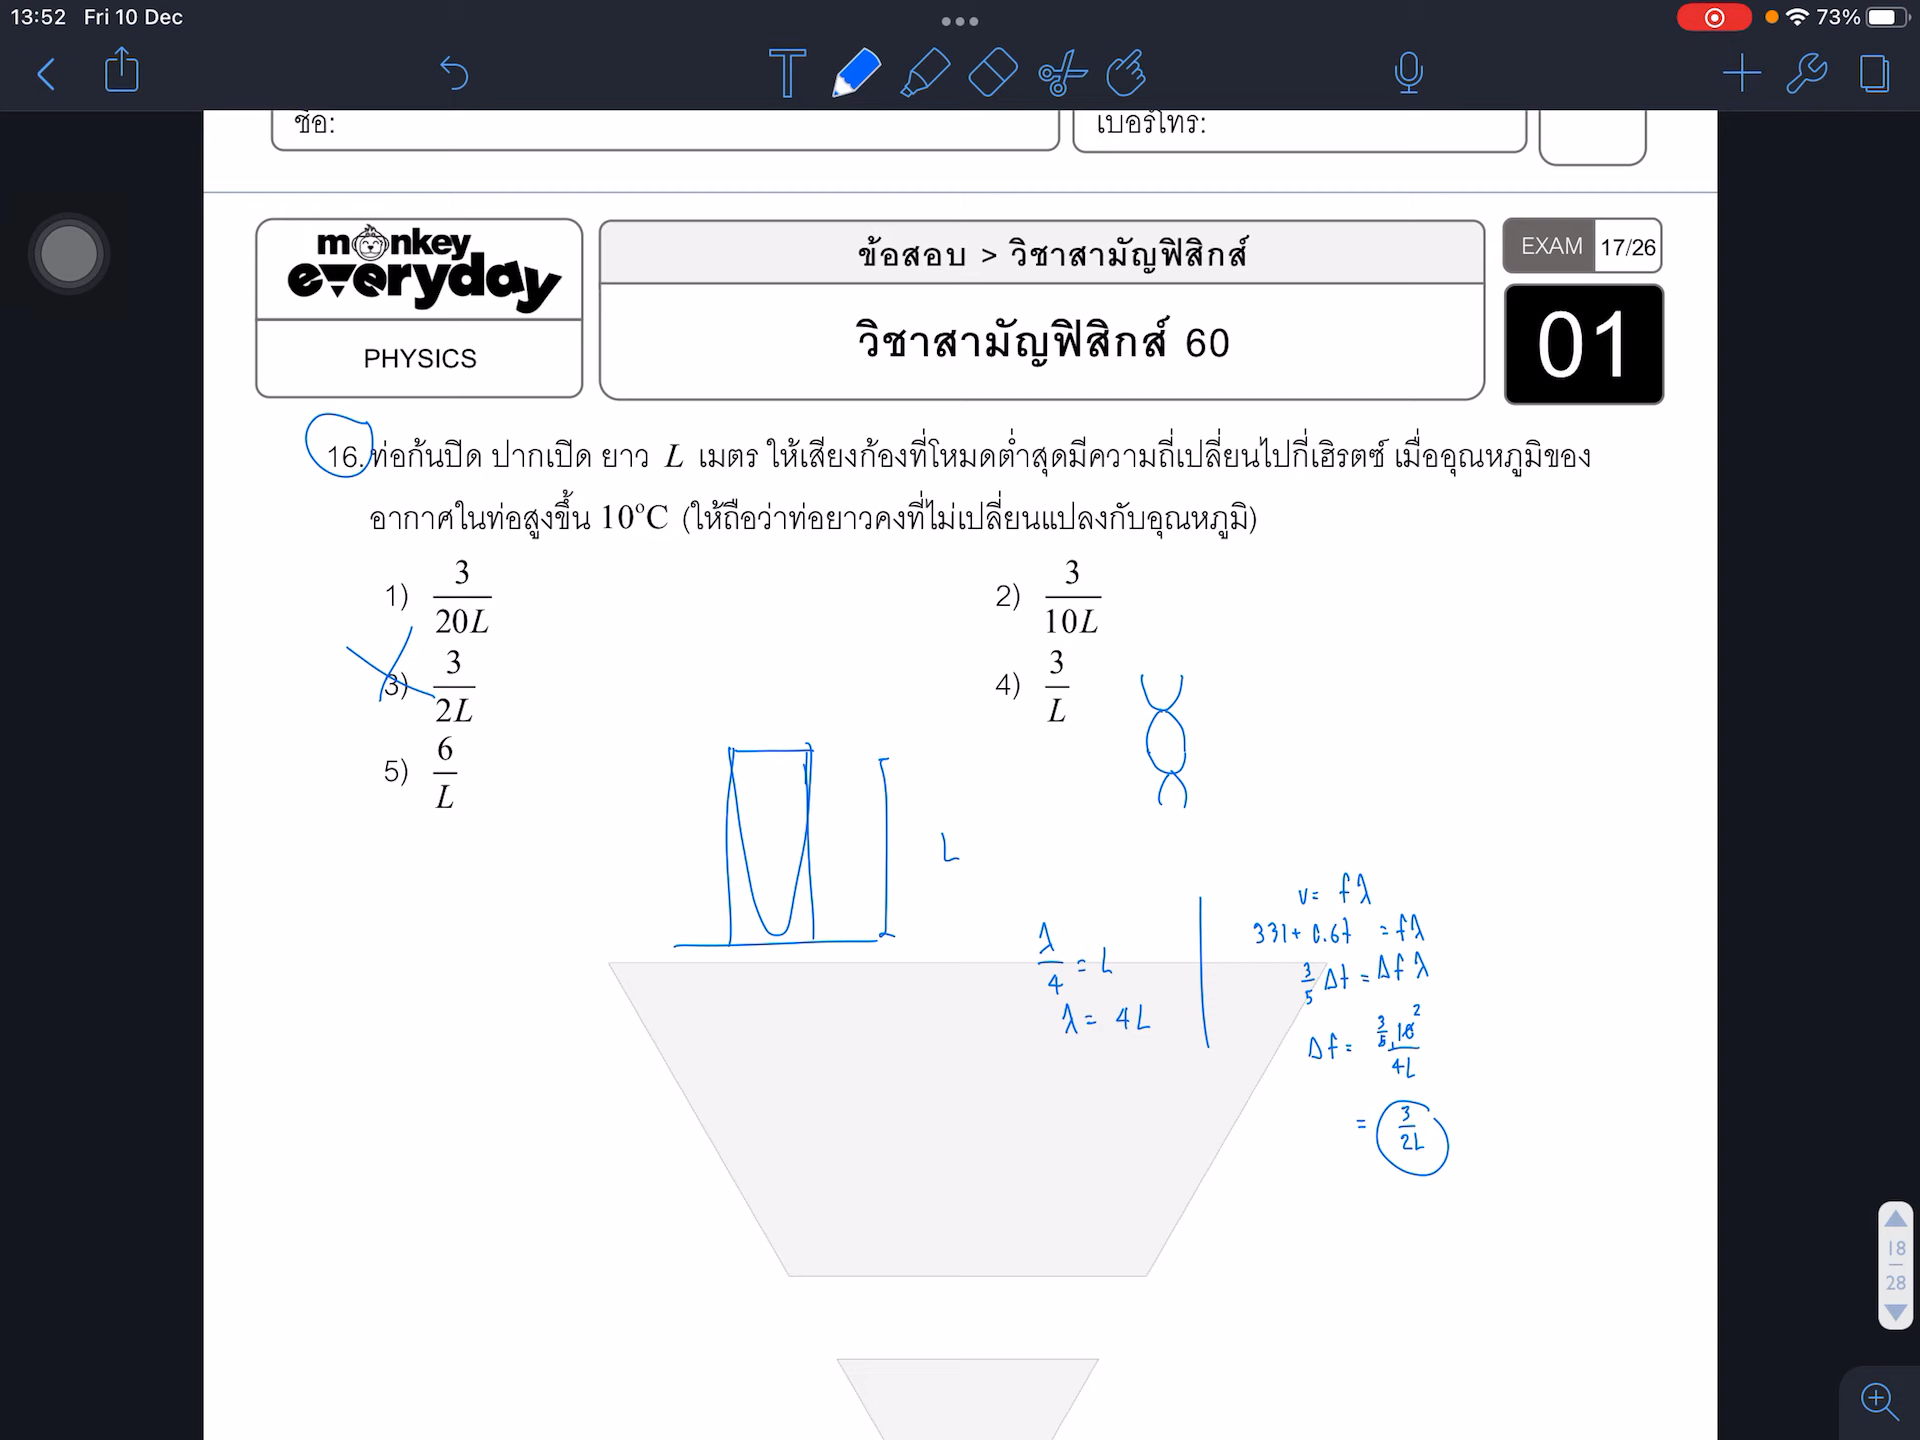 13:52 Fri 10 Dec
73%
ชื่อ:
เบอร์โทร:
monkey
everyday
PHYSICS
ข้อสอบ > วิชาสามัญฟิสิกส์
วิชาสามัญฟิสิกส์ 60
EXAM 17/26
01
16. ท่อก้นปิด ปากเปิด ยาว L เมตร ให้เสียงก้องที่โหมดต่ำสุดมีความถี่เปลี่ยนไปกี่เฮิรตซ์ เมื่ออุณหภูมิของ
อากาศในท่อสูงขึ้น 10°C (ให้ถือว่าท่อยาวคงที่ไม่เปลี่ยนแปลงกับอุณหภูมิ)
1) 3/20L
2) 3/10L
3) 3/2L
4) 3/L
5) 6/L
L
λ/4 = L
λ = 4L
v = fλ
331 + 0.6t = fλ
3/5 Δt = Δf λ
Δf = 3/5 . 10 2 / 4L
= 3/2L
18
28